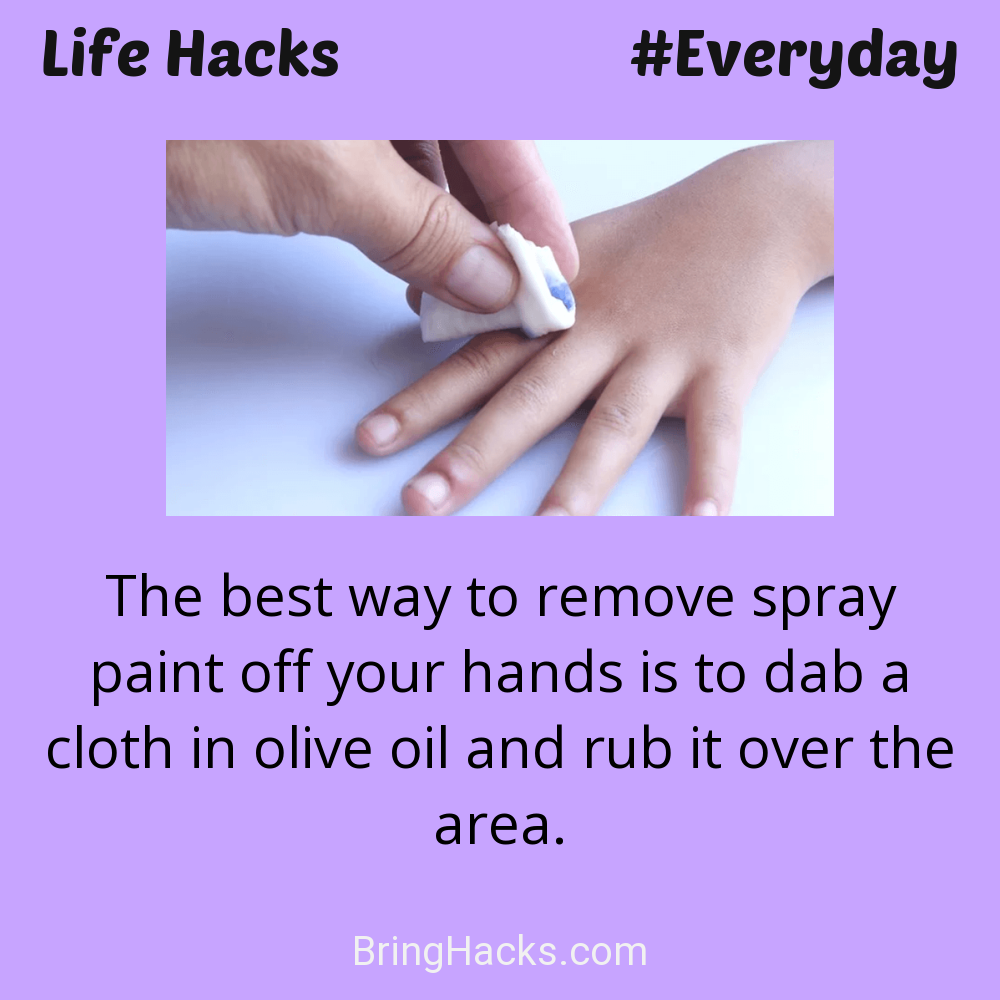 Life Hacks
#Everyday
The best way to remove spray
paint off your hands is to dab a
cloth in olive oil and rub it over the
area.
BringHacks.com